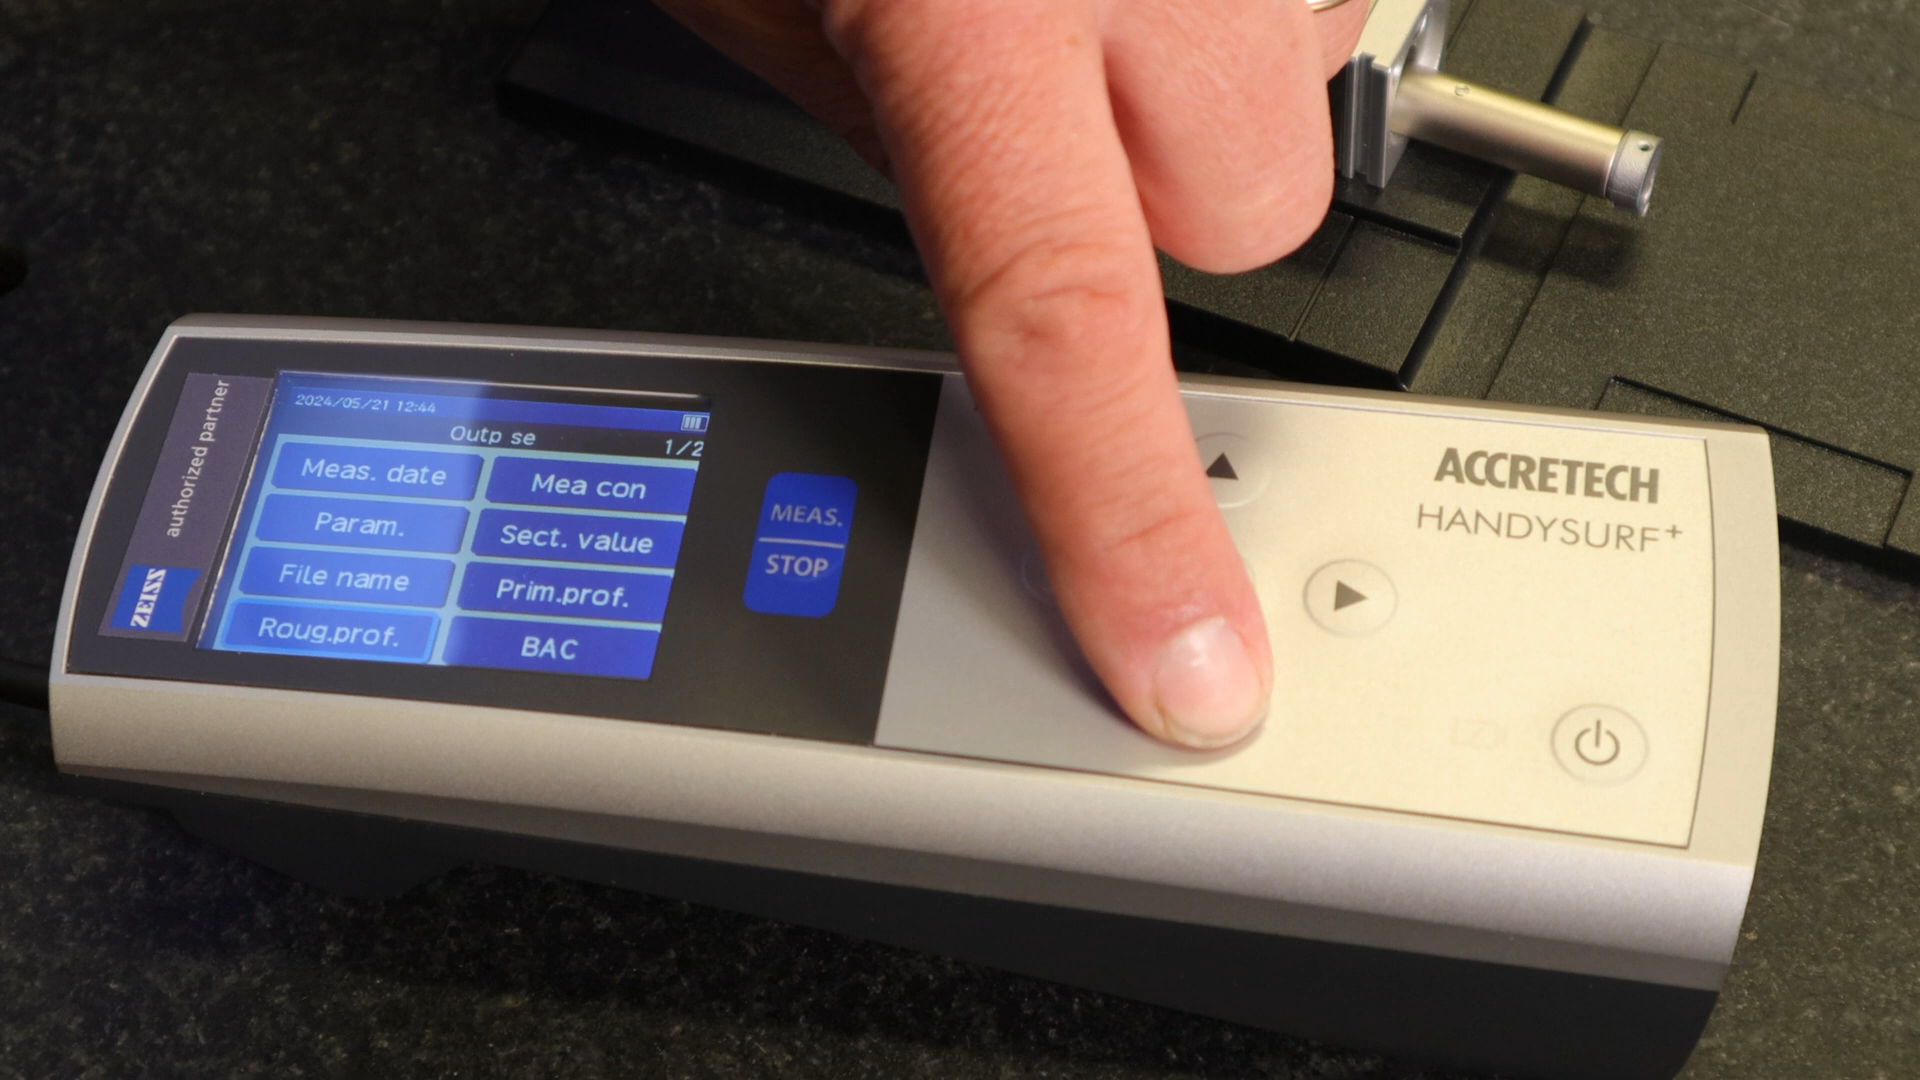 authorized partner
ZEISS
2024/05/21 12:44
Outp se
1/2
Meas. date
Mea con
Param.
Sect. value
File name
Prim.prof.
Roug.prof.
BAC
MEAS.
STOP
ACCRETECH
HANDYSURF+